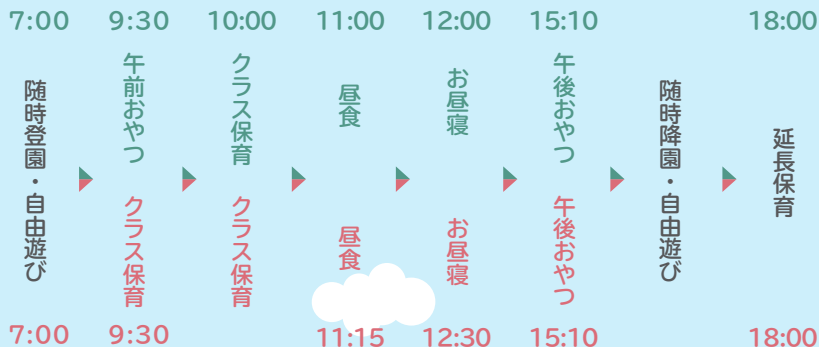 7:00
9:30
10:00
11:00
12:00
15:10
18:00
随時登園・自由遊び
午前おやつ
クラス保育
昼食
お昼寝
午後おやつ
随時降園・自由遊び
延長保育
クラス保育
クラス保育
昼食
お昼寝
午後おやつ
7:00
9:30
11:15
12:30
15:10
18:00